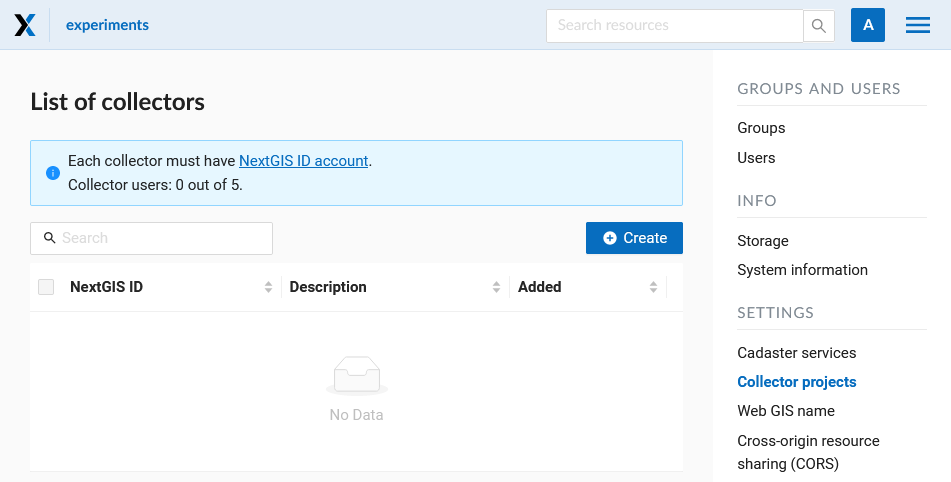 experiments
Search resources
A
List of collectors
Each collector must have NextGIS ID account.
Collector users: 0 out of 5.
Search
Create
NextGIS ID
Description
Added
No Data
GROUPS AND USERS
Groups
Users
INFO
Storage
System information
SETTINGS
Cadaster services
Collector projects
Web GIS name
Cross-origin resource
sharing (CORS)